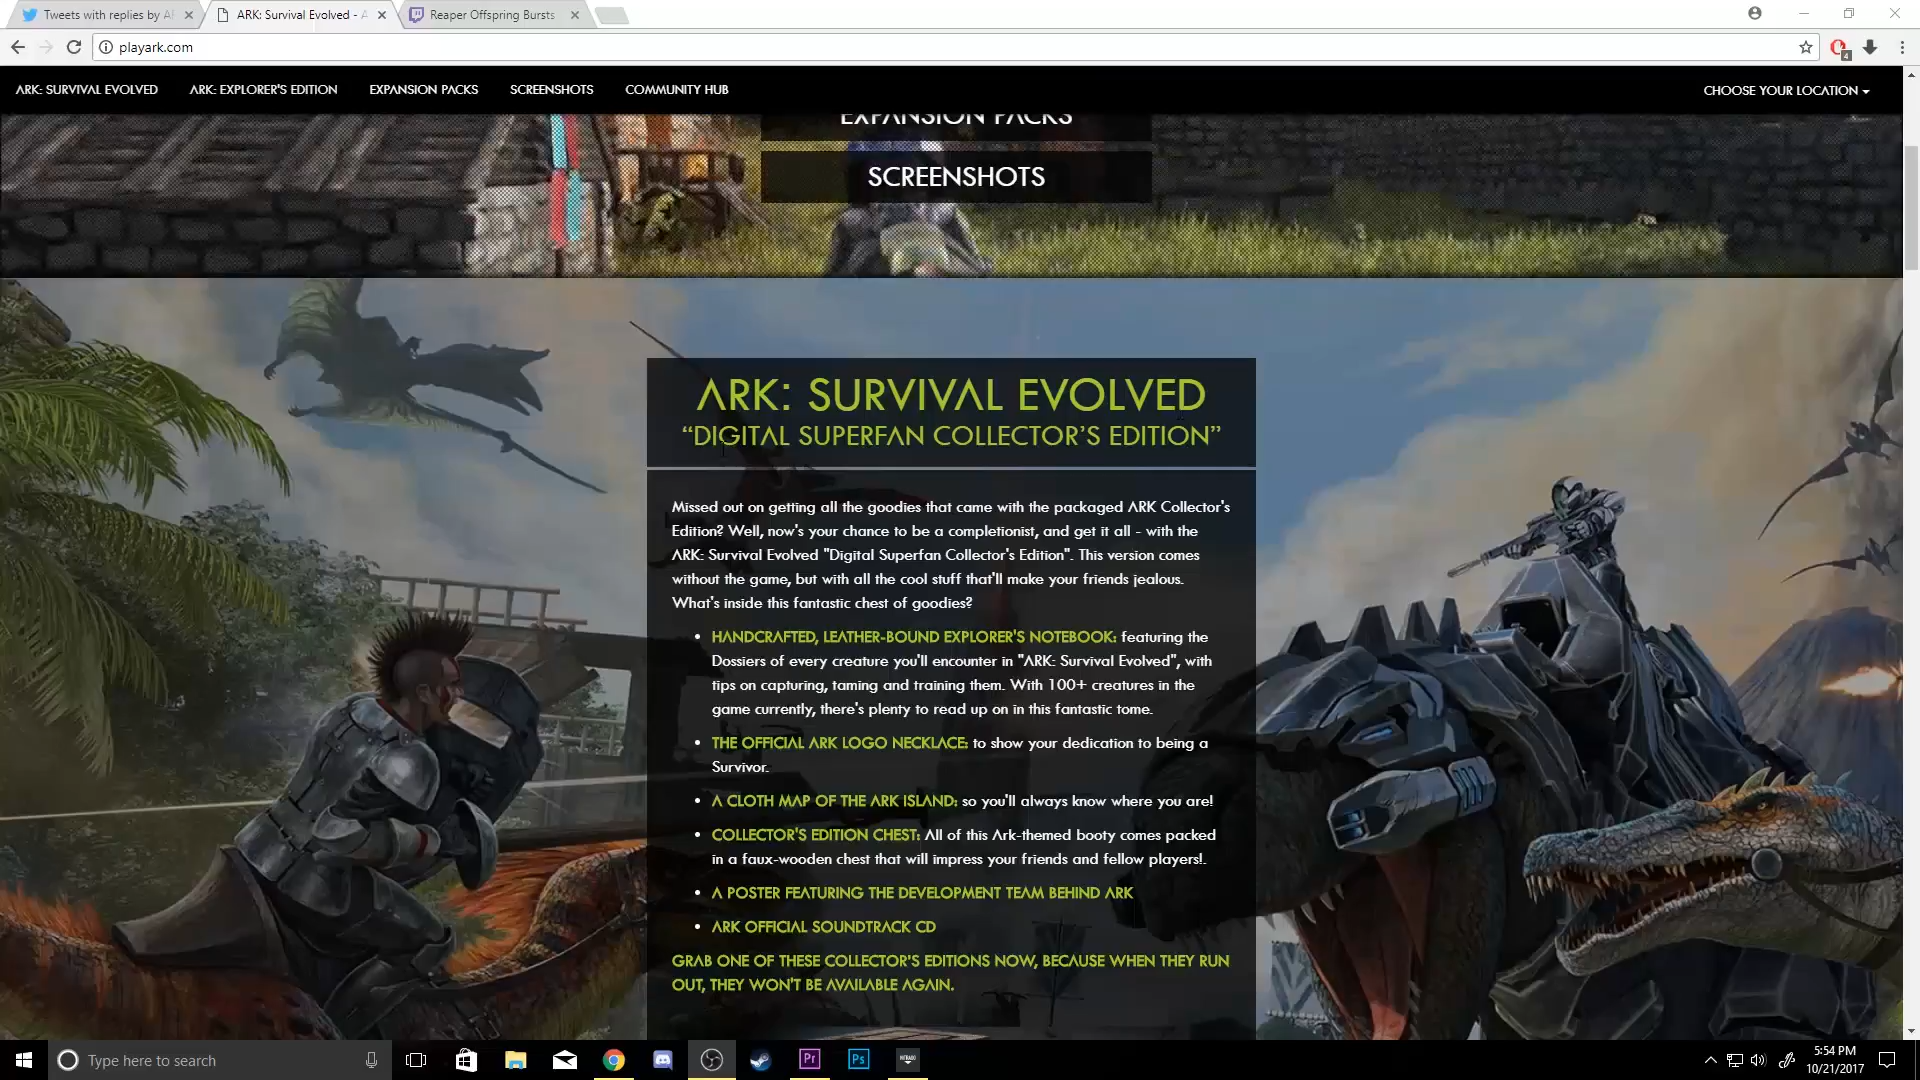 Tweets with replies by
ARK: Survival Evolved -
Reaper Offspring Bursts
playark.com
4
ARK: SURVIVAL EVOLVED
ARK: EXPLORER'S EDITION
EXPANSION PACKS
SCREENSHOTS
COMMUNITY HUB
CHOOSE YOUR LOCATION
EXPANSION PACKS
SCREENSHOTS
ARK: SURVIVAL EVOLVED
“DIGITAL SUPERFAN COLLECTOR’S EDITION”
Missed out on getting all the goodies that came with the packaged ARK Collector's
Edition? Well, now's your chance to be a completionist, and get it all - with the
ARK: Survival Evolved "Digital Superfan Collector's Edition". This version comes
without the game, but with all the cool stuff that'll make your friends jealous.
What's inside this fantastic chest of goodies?
• HANDCRAFTED, LEATHER-BOUND EXPLORER'S NOTEBOOK: featuring the
Dossiers of every creature you'll encounter in "ARK: Survival Evolved", with
tips on capturing, taming and training them. With 100+ creatures in the
game currently, there's plenty to read up on in this fantastic tome.
• THE OFFICIAL ARK LOGO NECKLACE: to show your dedication to being a
Survivor.
• A CLOTH MAP OF THE ARK ISLAND: so you'll always know where you are!
• COLLECTOR'S EDITION CHEST: All of this Ark-themed booty comes packed
in a faux-wooden chest that will impress your friends and fellow players!.
• A POSTER FEATURING THE DEVELOPMENT TEAM BEHIND ARK
• ARK OFFICIAL SOUNDTRACK CD
GRAB ONE OF THESE COLLECTOR'S EDITIONS NOW, BECAUSE WHEN THEY RUN
OUT, THEY WON'T BE AVAILABLE AGAIN.
Type here to search
Pr
Ps
5:54 PM
10/21/2017